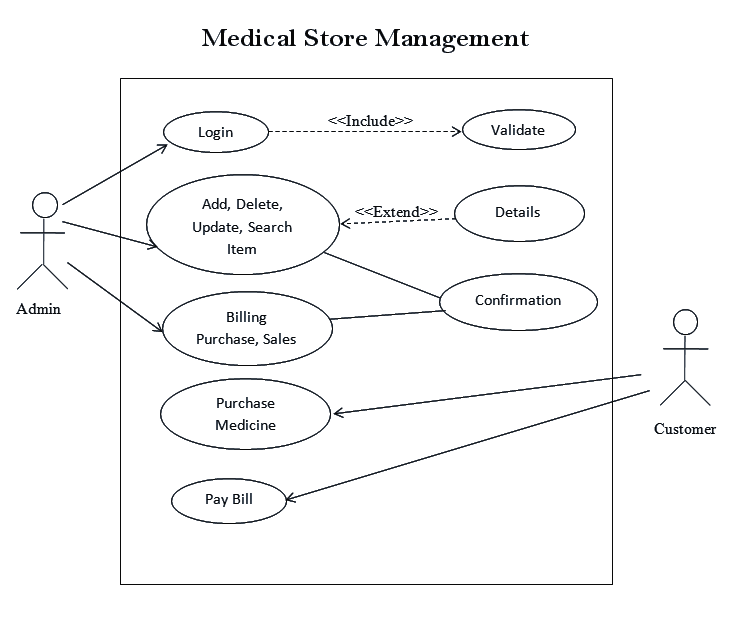 Medical Store Management
Login
<<Include>>
Validate
Add, Delete,
Update, Search
Item
<<Extend>>
Details
Admin
Billing
Purchase, Sales
Confirmation
Purchase
Medicine
Customer
Pay Bill